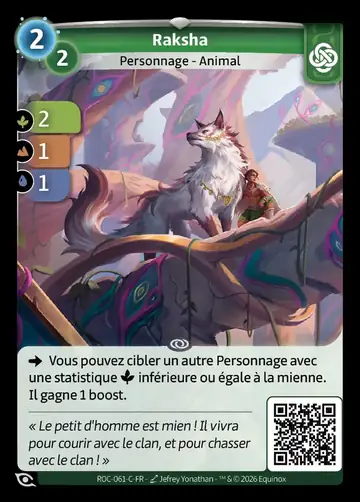 2
2
Raksha
Personnage - Animal
2
1
1
Vous pouvez cibler un autre Personnage avec
une statistique inférieure ou égale à la mienne.
Il gagne 1 boost.
« Le petit d'homme est mien ! Il vivra
pour courir avec le clan, et pour chasser
avec le clan ! »
ROC-061-C-FR - Jefrey Yonathan - ™ & © 2026 Equinox